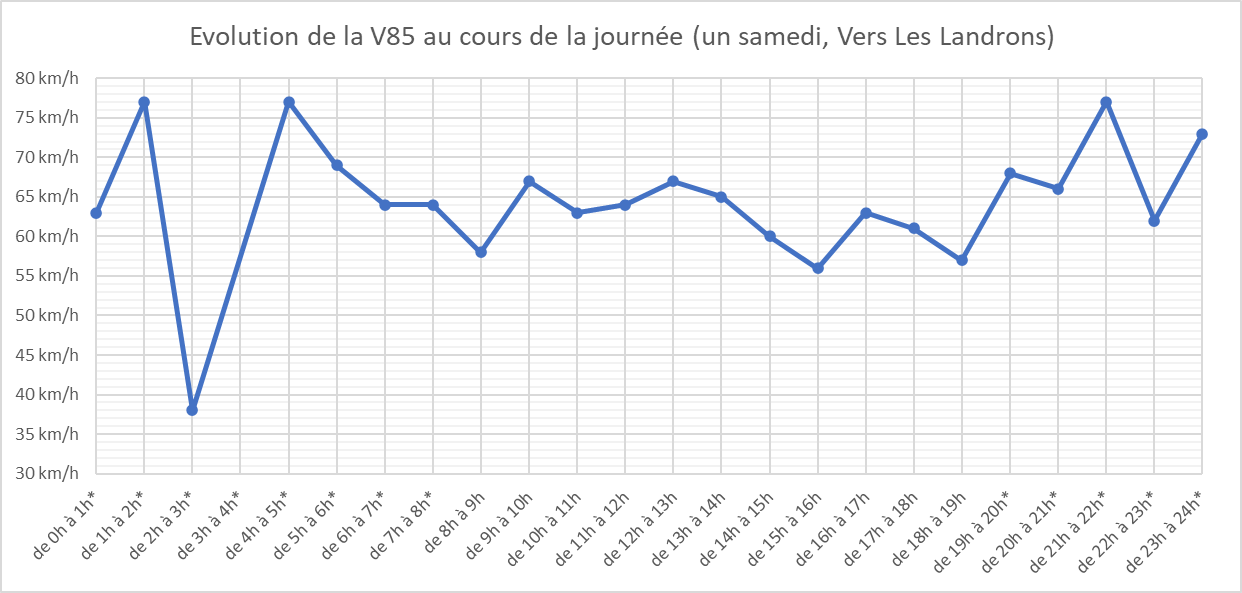 Evolution de la V85 au cours de la journée (un samedi, Vers Les Landrons)
80 km/h
75 km/h
70 km/h
65 km/h
60 km/h
55 km/h
50 km/h
45 km/h
40 km/h
35 km/h
30 km/h
de 0h à 1h*
de 1h à 2h*
de 2h à 3h*
de 3h à 4h*
de 4h à 5h*
de 5h à 6h*
de 6h à 7h*
de 7h à 8h*
de 8h à 9h
de 9h à 10h
de 10h à 11h
de 11h à 12h
de 12h à 13h
de 13h à 14h
de 14h à 15h
de 15h à 16h
de 16h à 17h
de 17h à 18h
de 18h à 19h
de 19h à 20h*
de 20h à 21h*
de 21h à 22h*
de 22h à 23h*
de 23h à 24h*